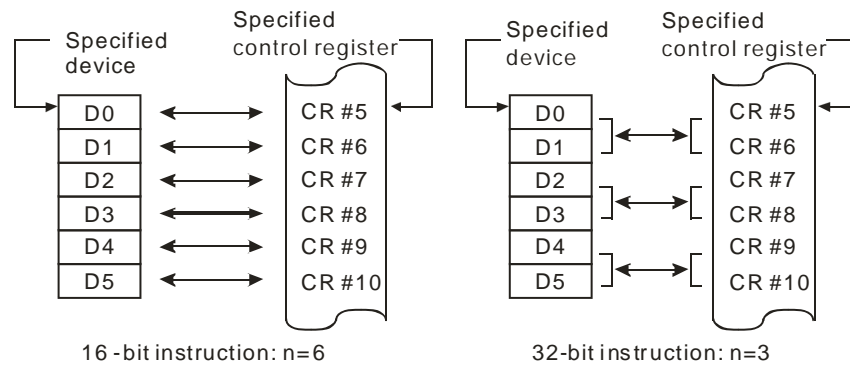 Specified
device
Specified
control register
D0
D1
D2
D3
D4
D5
CR #5
CR #6
CR #7
CR #8
CR #9
CR #10
16-bit instruction: n=6
Specified
device
Specified
control register
D0
D1
D2
D3
D4
D5
CR #5
CR #6
CR #7
CR #8
CR #9
CR #10
32-bit instruction: n=3